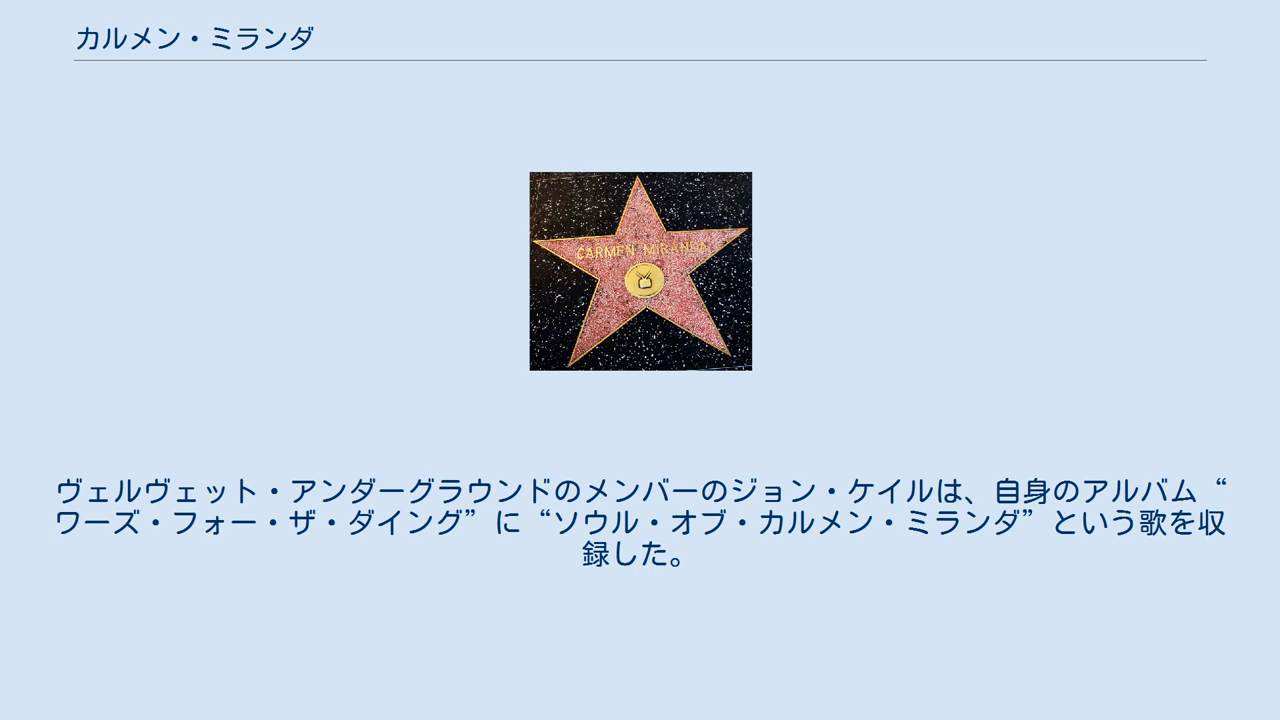 カルメン・ミランダ
CARMEN MIRANDA
ヴェルヴェット・アンダーグラウンドのメンバーのジョン・ケイルは、自身のアルバム“
ワーズ・フォー・ザ・ダイング”に“ソウル・オブ・カルメン・ミランダ”という歌を収
録した。